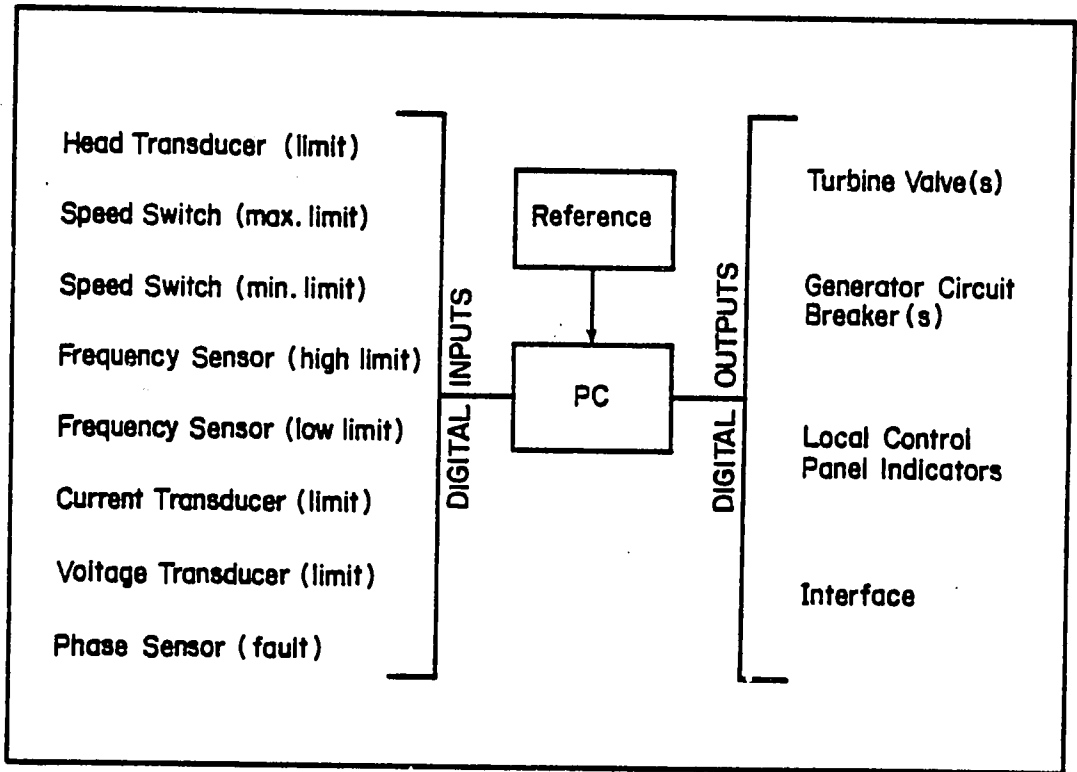 Head Transducer (limit)
Speed Switch (max. limit)
Speed Switch (min. limit)
Frequency Sensor (high limit)
Frequency Sensor (low limit)
Current Transducer (limit)
Voltage Transducer (limit)
Phase Sensor (fault)
DIGITAL INPUTS
Reference
PC
DIGITAL OUTPUTS
Turbine Valve(s)
Generator Circuit
Breaker(s)
Local Control
Panel Indicators
Interface